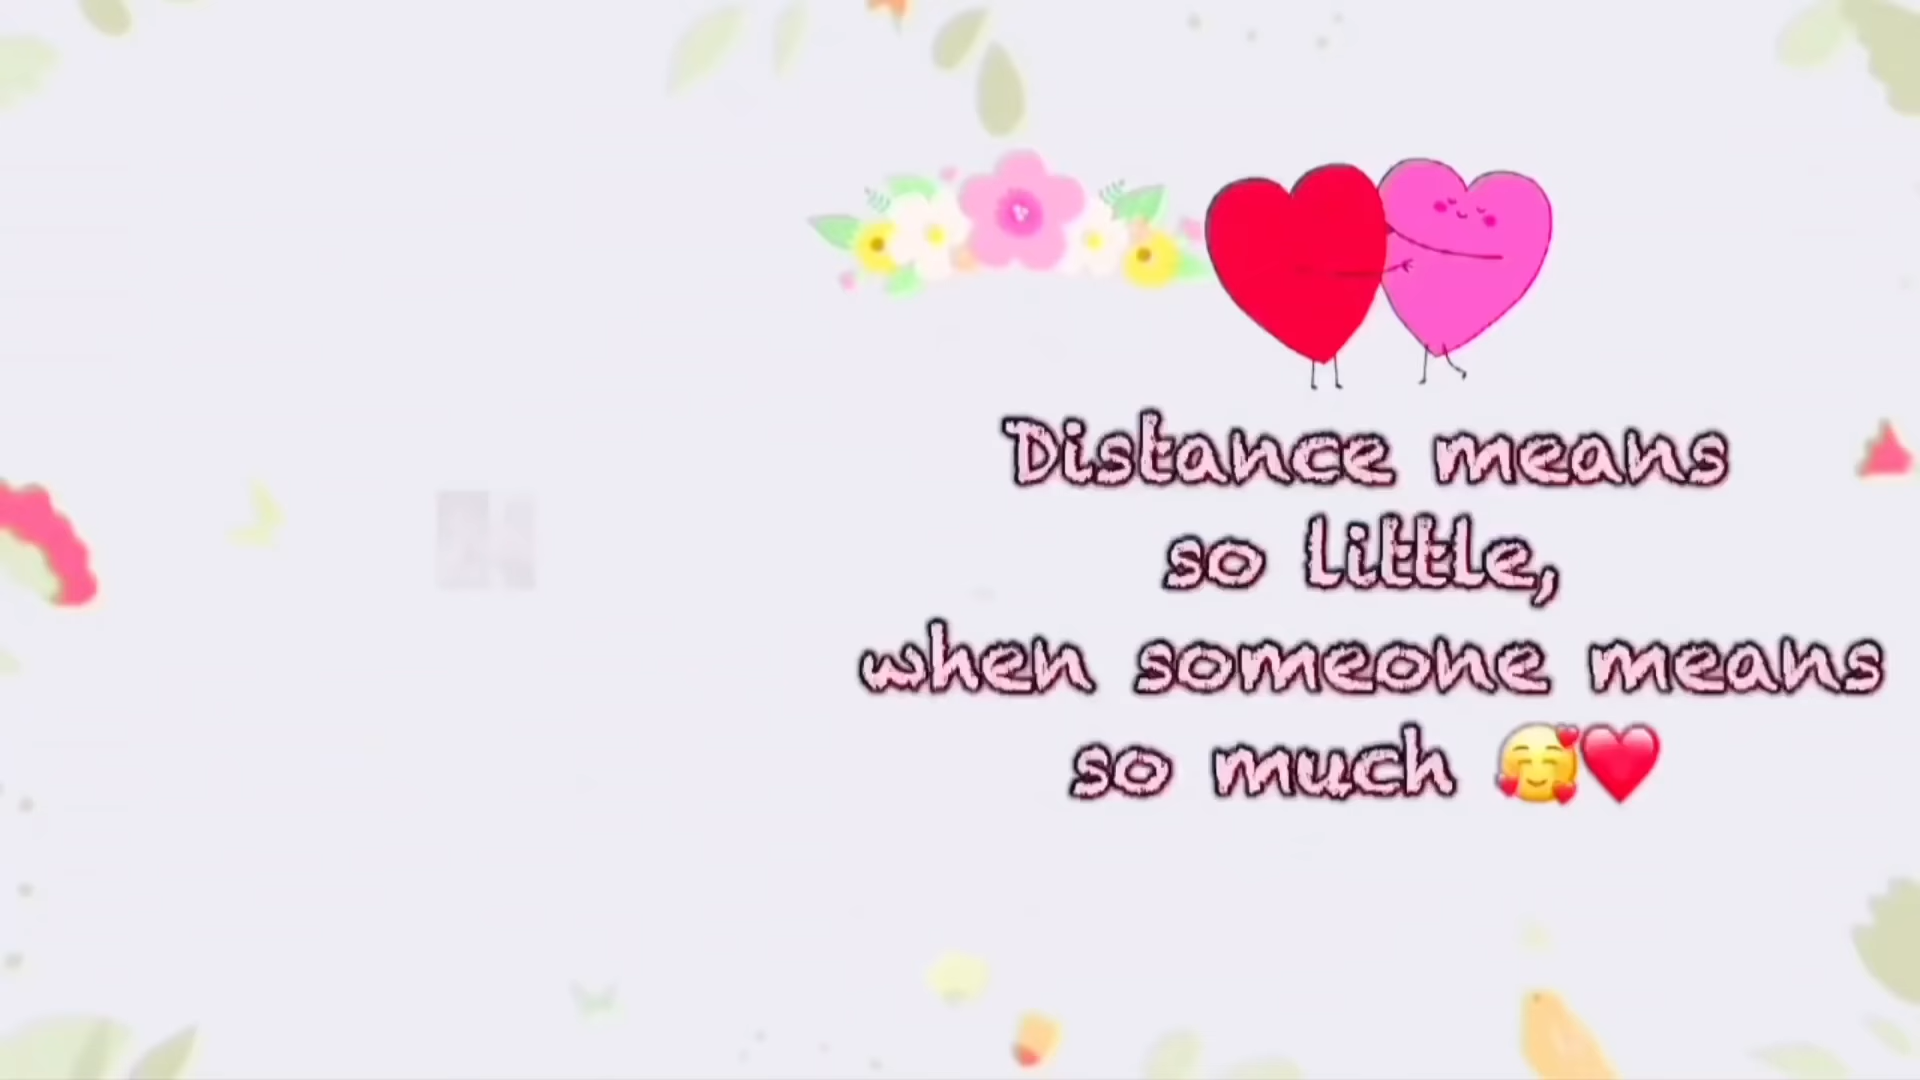 Distance means
so little,
when someone means
so much 🥰❤️